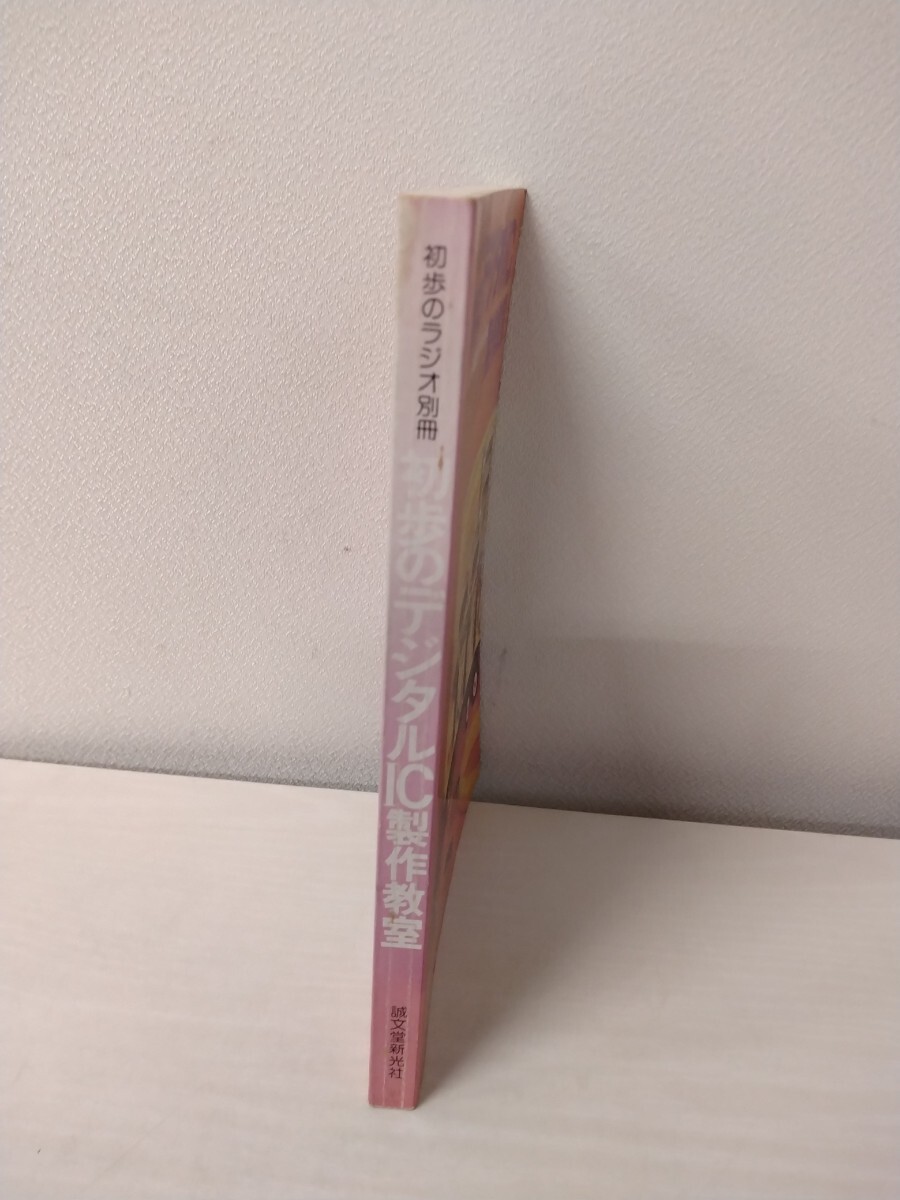 初歩のラジオ別冊
初歩のデジタルIC製作教室
誠文堂新光社